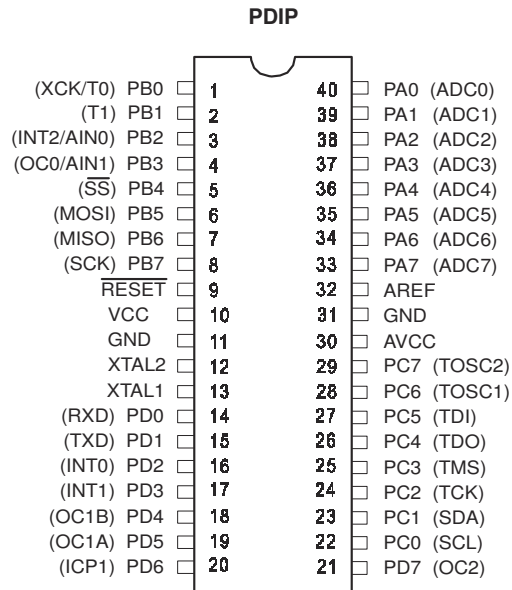 PDIP
(XCK/T0) PB0 1 40 PA0 (ADC0)
(T1) PB1 2 39 PA1 (ADC1)
(INT2/AIN0) PB2 3 38 PA2 (ADC2)
(OC0/AIN1) PB3 4 37 PA3 (ADC3)
(SS) PB4 5 36 PA4 (ADC4)
(MOSI) PB5 6 35 PA5 (ADC5)
(MISO) PB6 7 34 PA6 (ADC6)
(SCK) PB7 8 33 PA7 (ADC7)
RESET 9 32 AREF
VCC 10 31 GND
GND 11 30 AVCC
XTAL2 12 29 PC7 (TOSC2)
XTAL1 13 28 PC6 (TOSC1)
(RXD) PD0 14 27 PC5 (TDI)
(TXD) PD1 15 26 PC4 (TDO)
(INT0) PD2 16 25 PC3 (TMS)
(INT1) PD3 17 24 PC2 (TCK)
(OC1B) PD4 18 23 PC1 (SDA)
(OC1A) PD5 19 22 PC0 (SCL)
(ICP1) PD6 20 21 PD7 (OC2)